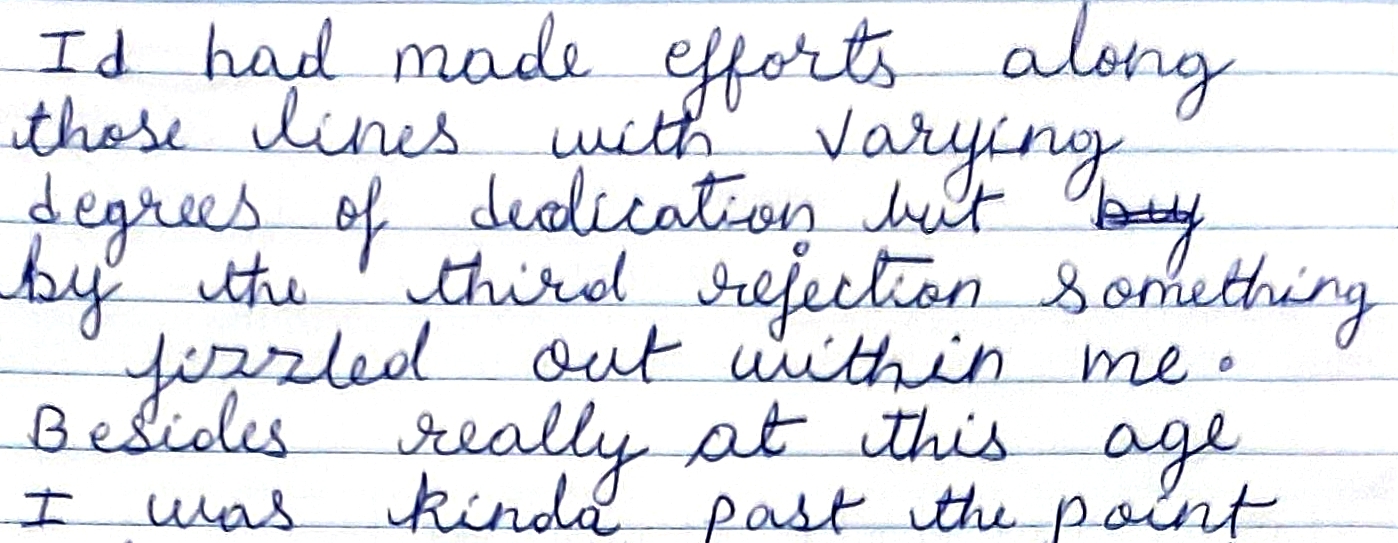 Id had made efforts along
those lines with varying
degrees of dedication but buy
by the third rejection something
fizzled out within me.
Besides really at this age
I was kinda past the point